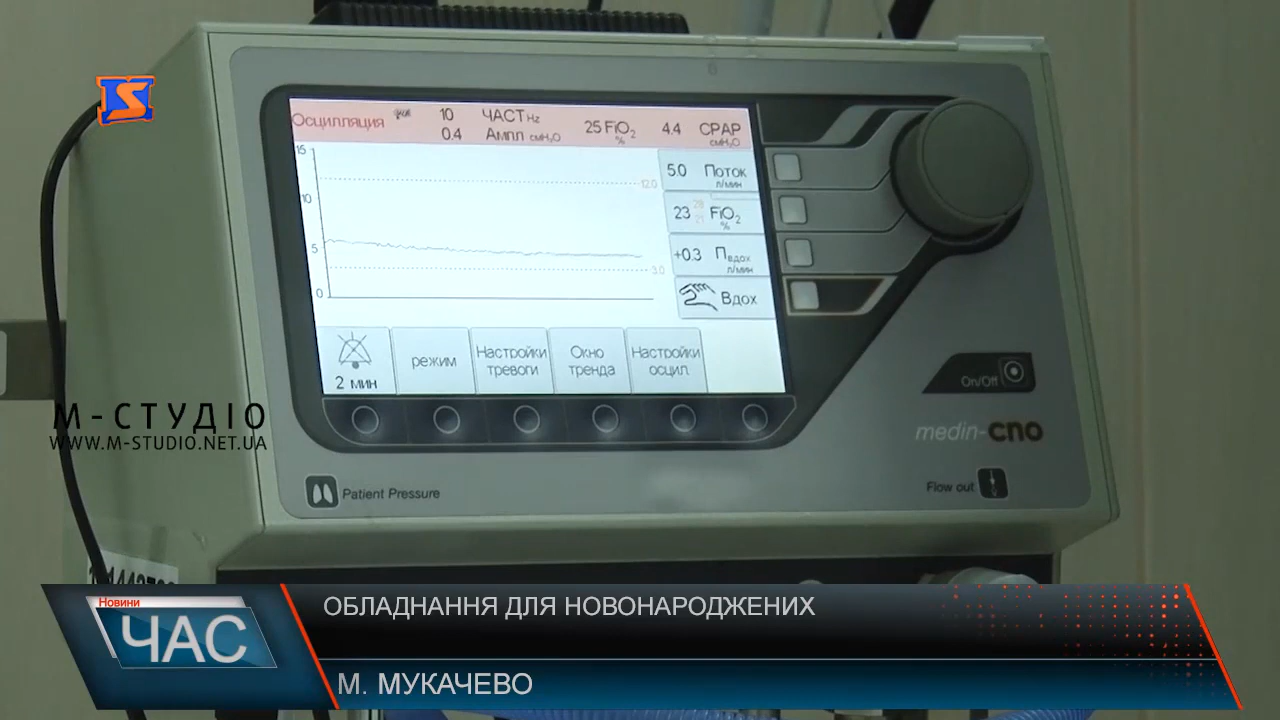 Осцилляция 10 ЧАСТ Hz 25 FiO2 % 4.4 CPAP смH2O
0.4 Ампл смH2O
15
12.0
10
5
3.0
0
5.0 Поток л/мин
23 FiO2 %
+0.3 Пвдох л/мин
Вдох
2 мин
режим
Настройки тревоги
Окно тренда
Настройки осцил.
On/Off
medin-cno
Patient Pressure
Flow out
М-СТУДІО
WWW.M-STUDIO.NET.UA
Новини
ЧАС
ОБЛАДНАННЯ ДЛЯ НОВОНАРОДЖЕНИХ
М. МУКАЧЕВО